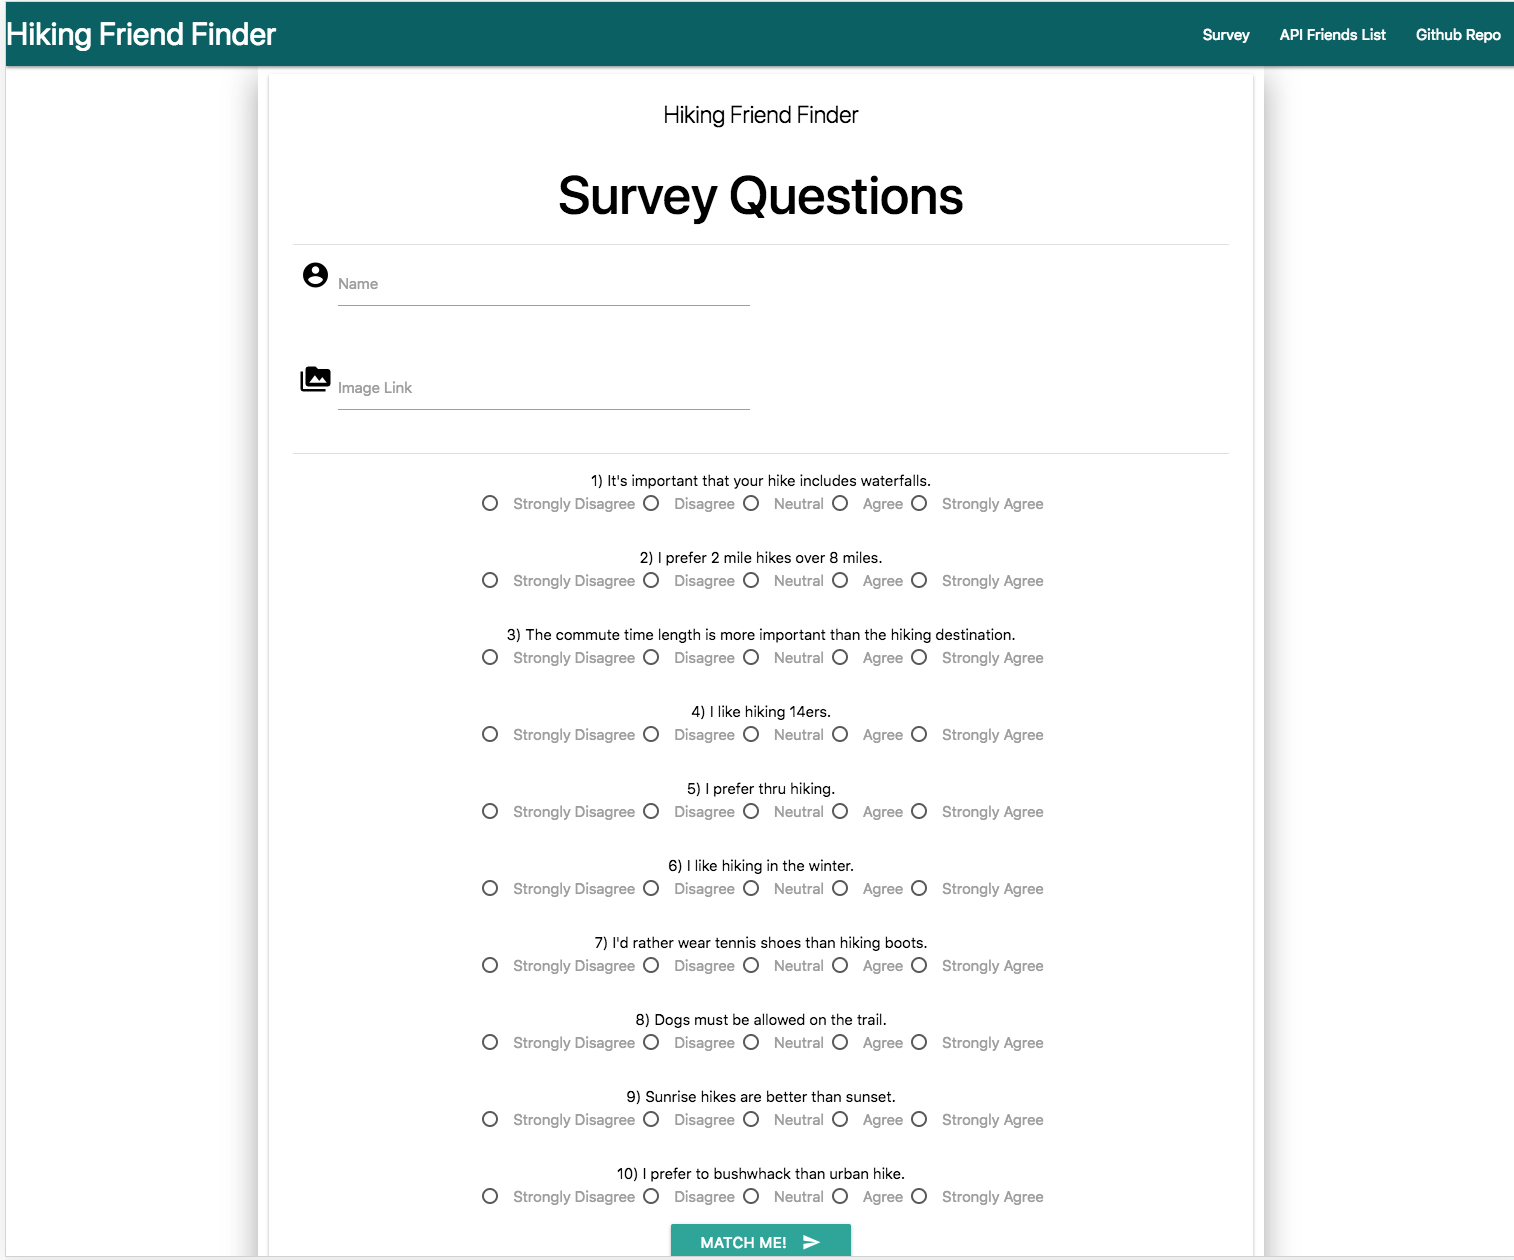 Hiking Friend Finder
Survey API Friends List Github Repo
Hiking Friend Finder
Survey Questions
Name
Image Link
1) It's important that your hike includes waterfalls.
Strongly Disagree Disagree Neutral Agree Strongly Agree
2) I prefer 2 mile hikes over 8 miles.
Strongly Disagree Disagree Neutral Agree Strongly Agree
3) The commute time length is more important than the hiking destination.
Strongly Disagree Disagree Neutral Agree Strongly Agree
4) I like hiking 14ers.
Strongly Disagree Disagree Neutral Agree Strongly Agree
5) I prefer thru hiking.
Strongly Disagree Disagree Neutral Agree Strongly Agree
6) I like hiking in the winter.
Strongly Disagree Disagree Neutral Agree Strongly Agree
7) I'd rather wear tennis shoes than hiking boots.
Strongly Disagree Disagree Neutral Agree Strongly Agree
8) Dogs must be allowed on the trail.
Strongly Disagree Disagree Neutral Agree Strongly Agree
9) Sunrise hikes are better than sunset.
Strongly Disagree Disagree Neutral Agree Strongly Agree
10) I prefer to bushwhack than urban hike.
Strongly Disagree Disagree Neutral Agree Strongly Agree
MATCH ME!